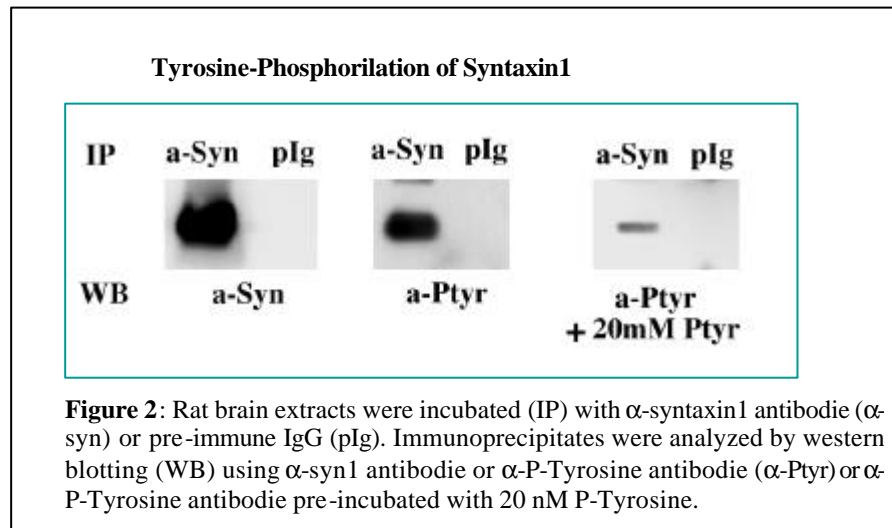 Tyrosine-Phosphorilation of Syntaxin1
IP a-Syn pIg a-Syn pIg a-Syn pIg
WB a-Syn a-Ptyr a-Ptyr
+ 20mM Ptyr
Figure 2: Rat brain extracts were incubated (IP) with α-syntaxin1 antibodie (α-
syn) or pre-immune IgG (pIg). Immunoprecipitates were analyzed by western
blotting (WB) using α-syn1 antibodie or α-P-Tyrosine antibodie (α-Ptyr) or α-
P-Tyrosine antibodie pre-incubated with 20 nM P-Tyrosine.